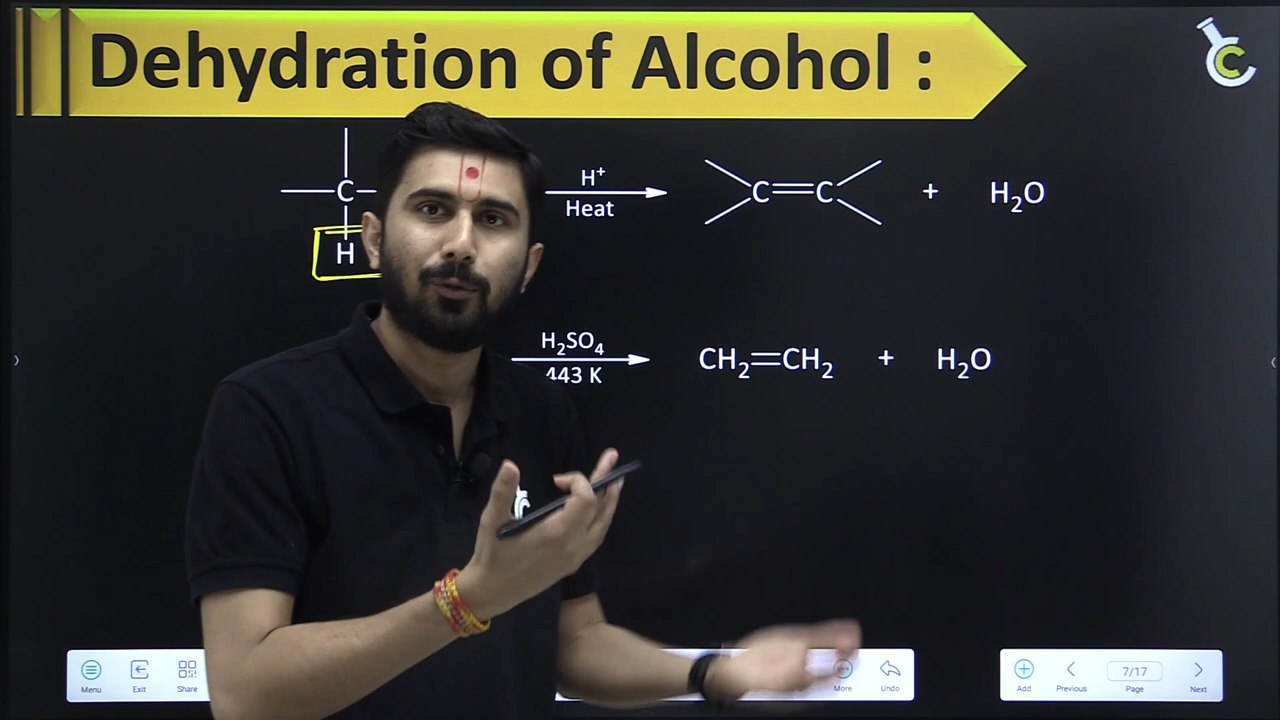 Dehydration of Alcohol :
C
H
H⁺
Heat
C=C + H₂O
H₂SO₄
443 K
CH₂=CH₂ + H₂O
Menu Exit Share More Undo Add Previous 7/17 Page Next